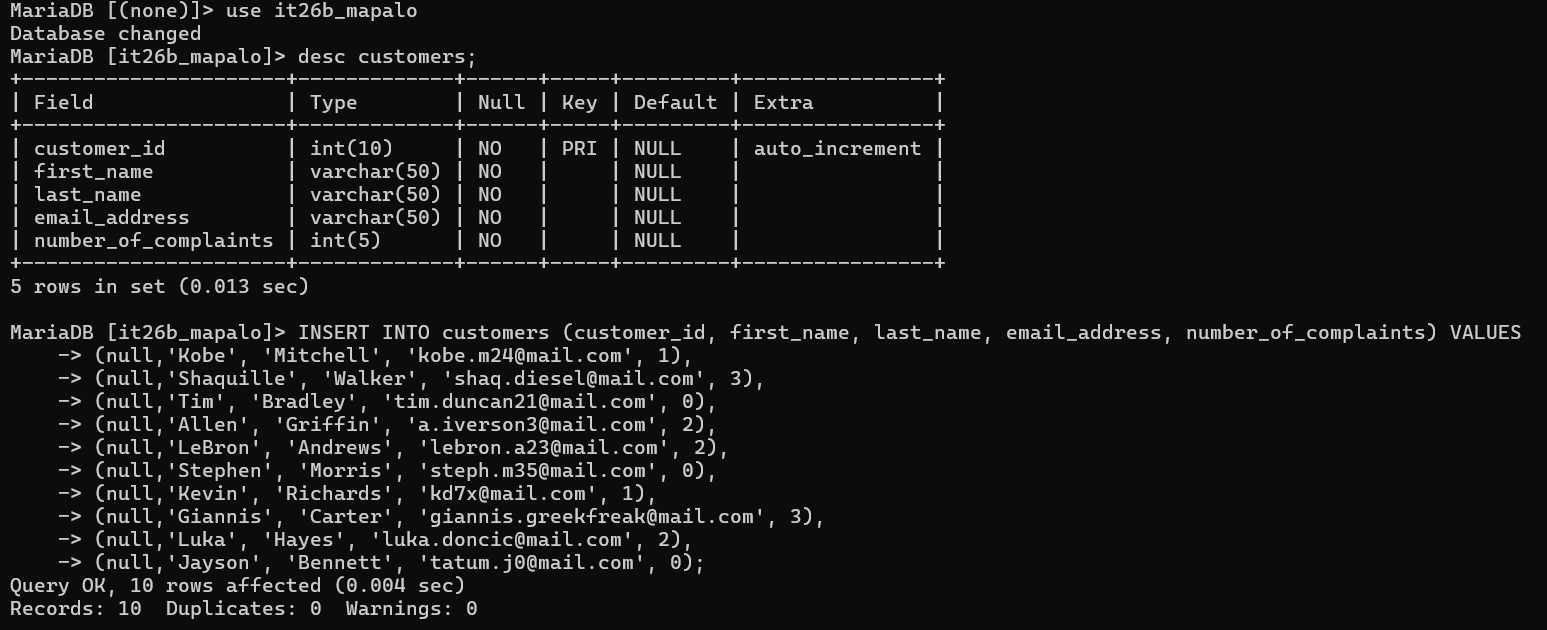 MariaDB [(none)]> use it26b_mapalo
Database changed
MariaDB [it26b_mapalo]> desc customers;
+----------------------+-------------+------+-----+---------+----------------+
| Field                | Type        | Null | Key | Default | Extra          |
+----------------------+-------------+------+-----+---------+----------------+
| customer_id          | int(10)     | NO   | PRI | NULL    | auto_increment |
| first_name           | varchar(50) | NO   |     | NULL    |                |
| last_name            | varchar(50) | NO   |     | NULL    |                |
| email_address        | varchar(50) | NO   |     | NULL    |                |
| number_of_complaints | int(5)      | NO   |     | NULL    |                |
+----------------------+-------------+------+-----+---------+----------------+
5 rows in set (0.013 sec)

MariaDB [it26b_mapalo]> INSERT INTO customers (customer_id, first_name, last_name, email_address, number_of_complaints) VALUES
    -> (null,'Kobe', 'Mitchell', 'kobe.m24@mail.com', 1),
    -> (null,'Shaquille', 'Walker', 'shaq.diesel@mail.com', 3),
    -> (null,'Tim', 'Bradley', 'tim.duncan21@mail.com', 0),
    -> (null,'Allen', 'Griffin', 'a.iverson3@mail.com', 2),
    -> (null,'LeBron', 'Andrews', 'lebron.a23@mail.com', 2),
    -> (null,'Stephen', 'Morris', 'steph.m35@mail.com', 0),
    -> (null,'Kevin', 'Richards', 'kd7x@mail.com', 1),
    -> (null,'Giannis', 'Carter', 'giannis.greekfreak@mail.com', 3),
    -> (null,'Luka', 'Hayes', 'luka.doncic@mail.com', 2),
    -> (null,'Jayson', 'Bennett', 'tatum.j0@mail.com', 0);
Query OK, 10 rows affected (0.004 sec)
Records: 10  Duplicates: 0  Warnings: 0